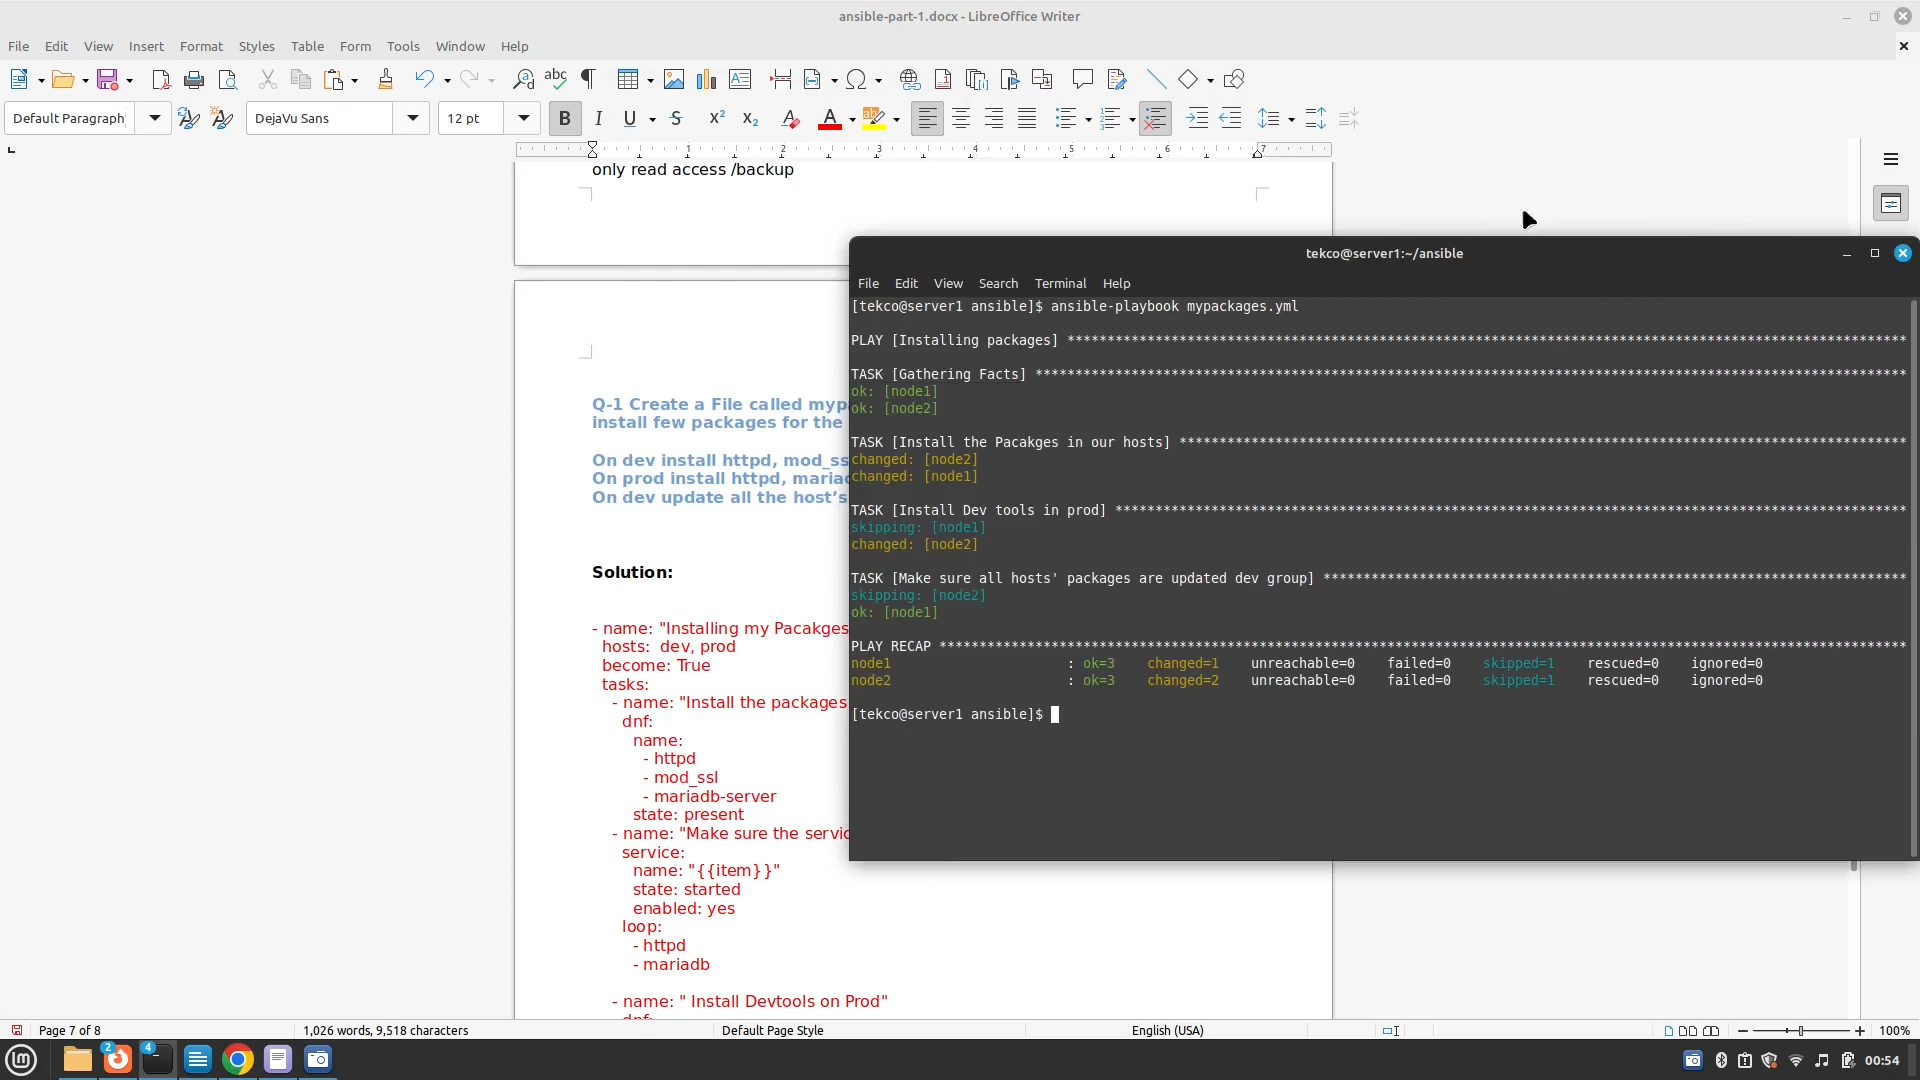 ansible-part-1.docx - LibreOffice Writer
File Edit View Insert Format Styles Table Form Tools Window Help
Default Paragraph DejaVu Sans 12 pt
1 2 3 4 5 6 7
only read access /backup
Q-1 Create a File called myp
install few packages for the
On dev install httpd, mod_ss
On prod install httpd, mariad
On dev update all the host’s
Solution:
- name: "Installing my Pacakges
hosts: dev, prod
become: True
tasks:
- name: "Install the packages
dnf:
name:
- httpd
- mod_ssl
- mariadb-server
state: present
- name: "Make sure the servic
service:
name: "{{item}}"
state: started
enabled: yes
loop:
- httpd
- mariadb
- name: " Install Devtools on Prod"
dnf:
tekco@server1:~/ansible
File Edit View Search Terminal Help
[tekco@server1 ansible]$ ansible-playbook mypackages.yml
PLAY [Installing packages] *********************************************************************************************************
TASK [Gathering Facts] *************************************************************************************************************
ok: [node1]
ok: [node2]
TASK [Install the Pacakges in our hosts] *******************************************************************************************
changed: [node2]
changed: [node1]
TASK [Install Dev tools in prod] ***************************************************************************************************
skipping: [node1]
changed: [node2]
TASK [Make sure all hosts' packages are updated dev group] *************************************************************************
skipping: [node2]
ok: [node1]
PLAY RECAP *************************************************************************************************************************
node1 : ok=3 changed=1 unreachable=0 failed=0 skipped=1 rescued=0 ignored=0
node2 : ok=3 changed=2 unreachable=0 failed=0 skipped=1 rescued=0 ignored=0
[tekco@server1 ansible]$
Page 7 of 8 1,026 words, 9,518 characters Default Page Style English (USA) 100%
2 4 00:54